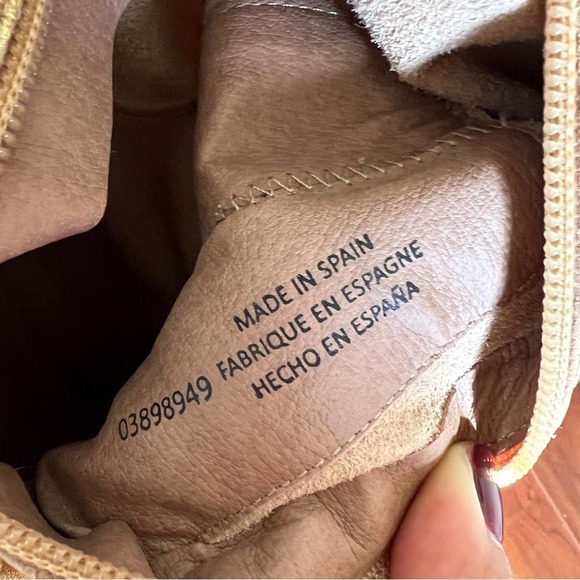 MADE IN SPAIN
03898949 FABRIQUE EN ESPAGNE
HECHO EN ESPAÑA